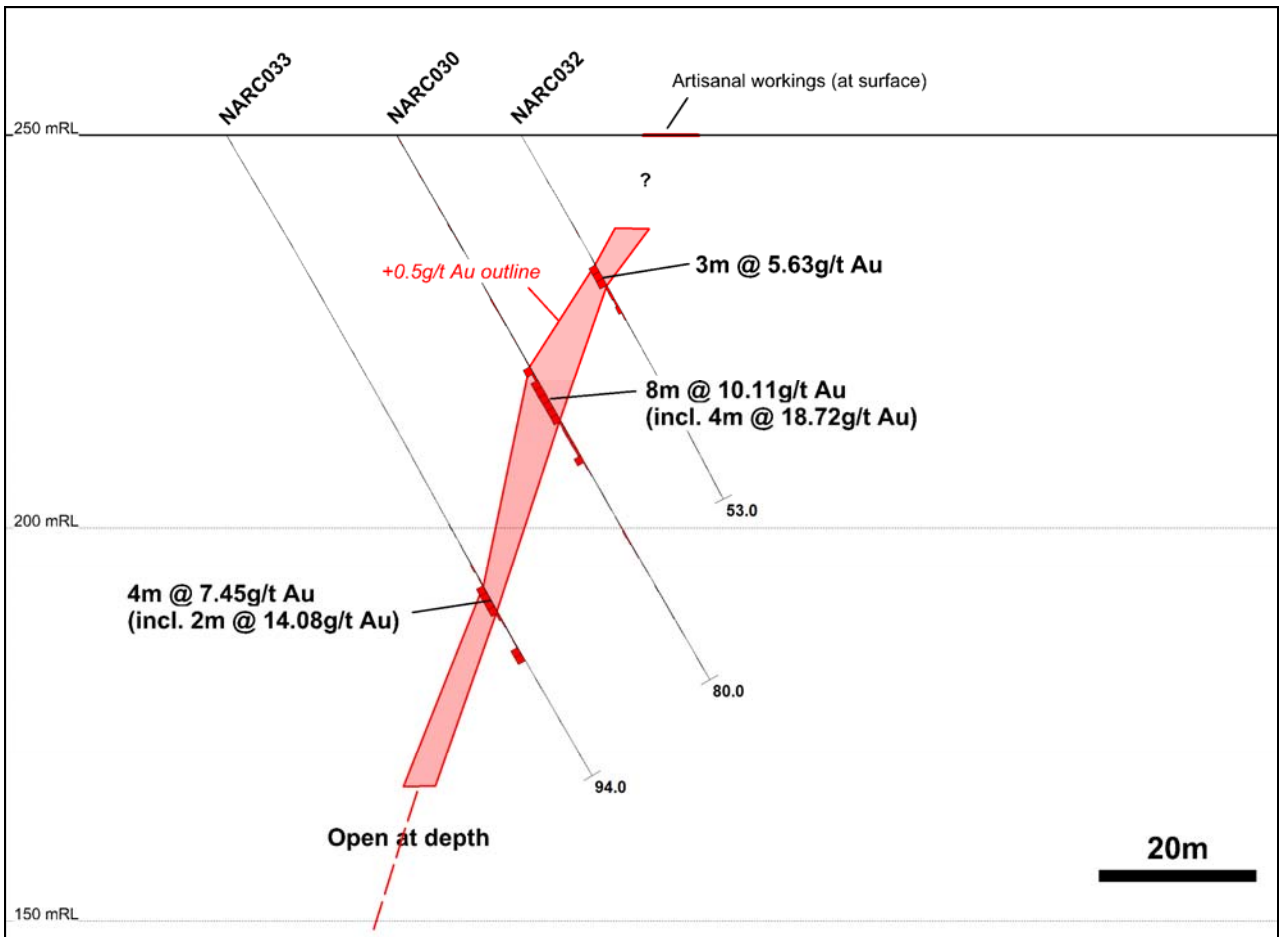 NARC033
NARC030
NARC032
Artisanal workings (at surface)
250 mRL
?
+0.5g/t Au outline
3m @ 5.63g/t Au
8m @ 10.11g/t Au
(incl. 4m @ 18.72g/t Au)
53.0
200 mRL
4m @ 7.45g/t Au
(incl. 2m @ 14.08g/t Au)
80.0
94.0
Open at depth
20m
150 mRL